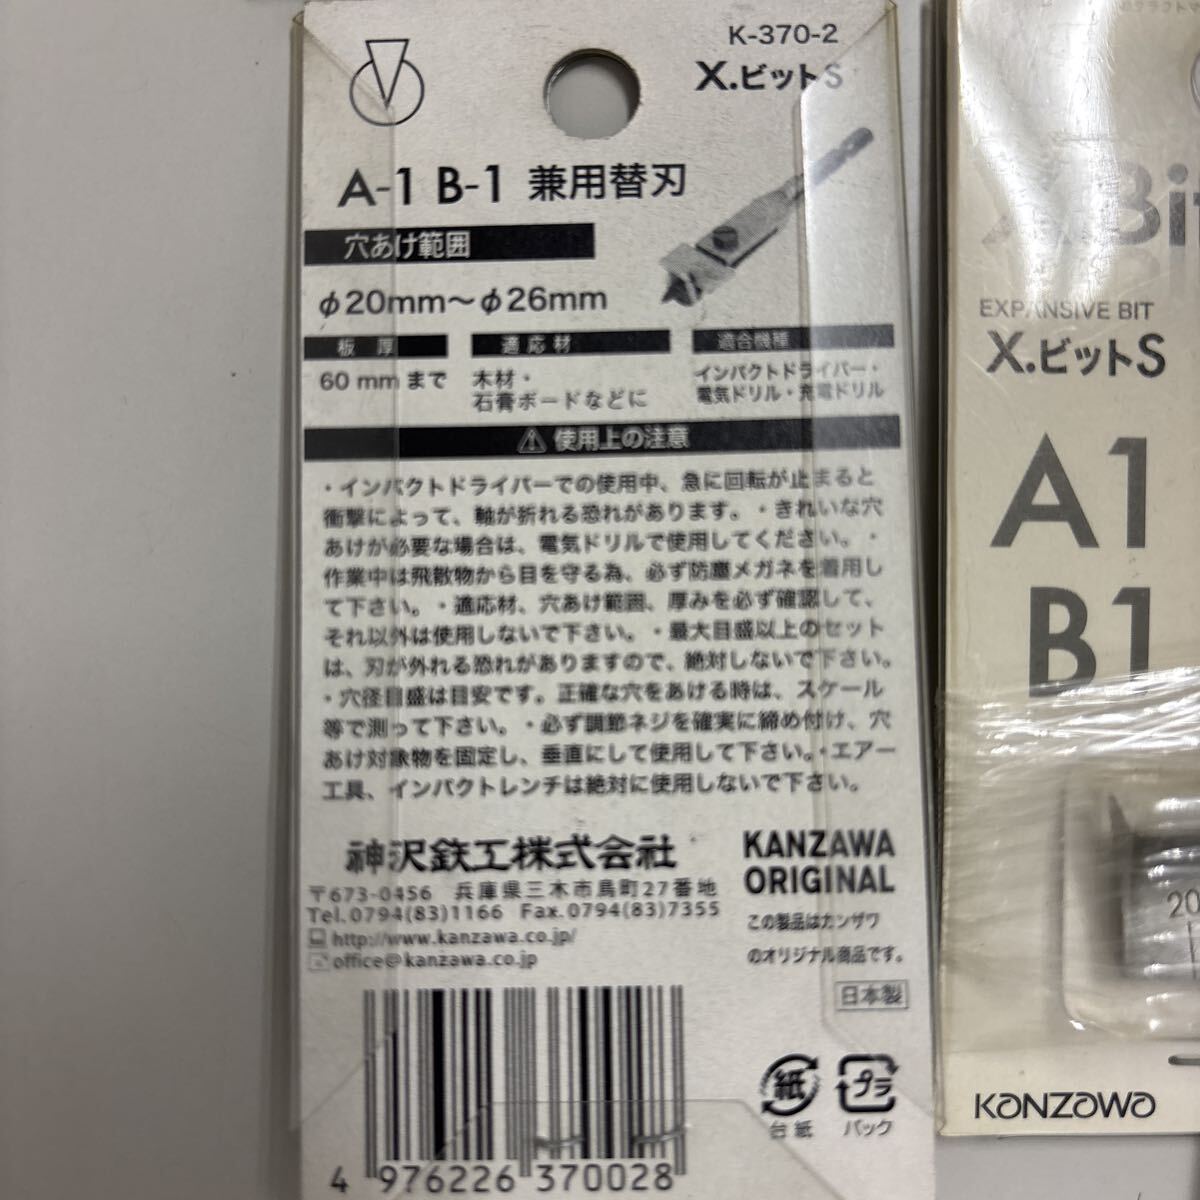 K-370-2
X.ビットS
A-1 B-1 兼用替刃
穴あけ範囲
φ20mm～φ26mm
板厚
60mmまで
適応材
木材・
石膏ボードなどに
適合機種
インパクトドライバー・
電気ドリル・充電ドリル
使用上の注意
・インパクトドライバーでの使用中、急に回転が止まると
衝撃によって、軸が折れる恐れがあります。・きれいな穴
あけが必要な場合は、電気ドリルで使用してください。・
作業中は飛散物から目を守る為、必ず防塵メガネを着用し
て下さい。・適応材、穴あけ範囲、厚みを必ず確認して、
それ以外は使用しないで下さい。・最大目盛以上のセット
は、刃が外れる恐れがありますので、絶対しないで下さい。
・穴径目盛は目安です。正確な穴をあける時は、スケール
等で測って下さい。・必ず調節ネジを確実に締め付け、穴
あけ対象物を固定し、垂直にして使用して下さい。・エアー
工具、インパクトレンチは絶対に使用しないで下さい。
神沢鉄工株式会社
〒673-0456 兵庫県三木市鳥町27番地
Tel.0794(83)1166 Fax.0794(83)7355
http://www.kanzawa.co.jp/
office@kanzawa.co.jp
KANZAWA
ORIGINAL
この製品はカンザワ
のオリジナル商品です。
日本製
紙
台紙
プラ
パック
4 976226 370028
X Bit
EXPANSIVE BIT
X.ビットS
A1
B1
20
KANZAWA